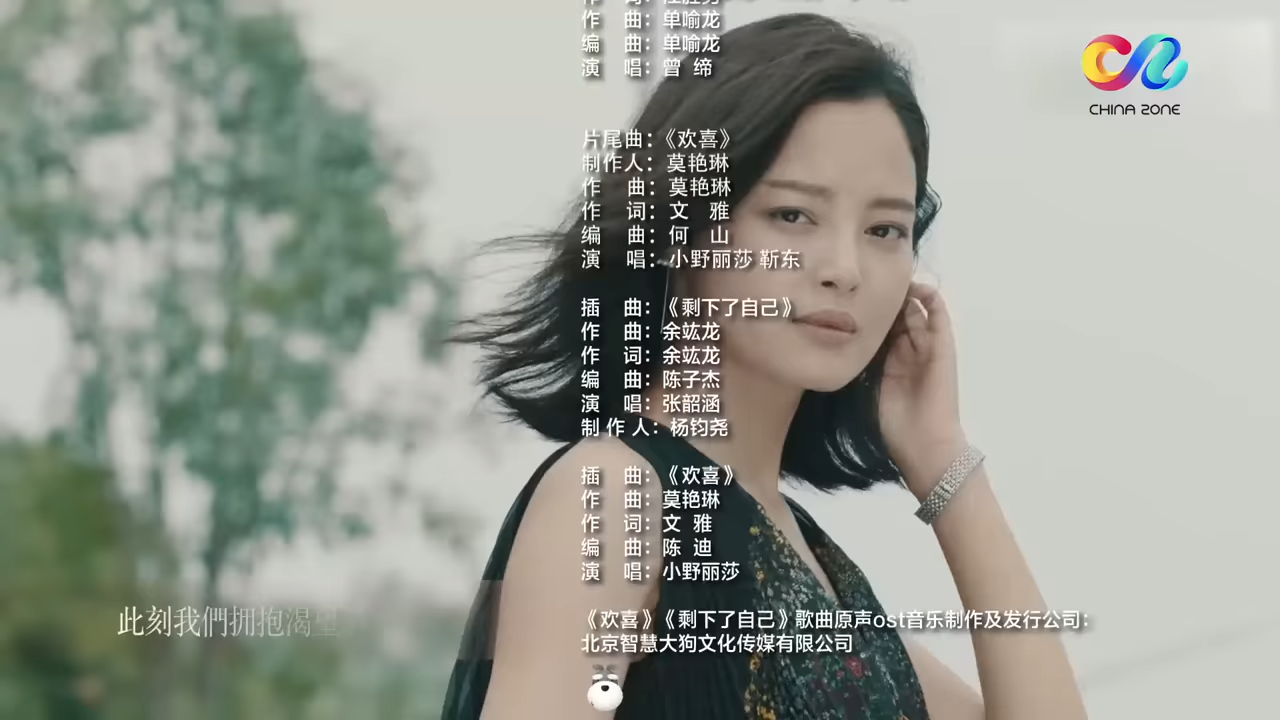 作 曲：单喻龙
编 曲：单喻龙
演 唱：曾 缔
CHINA ZONE
片尾曲：《欢喜》
制作人：莫艳琳
作 曲：莫艳琳
作 词：文 雅
编 曲：何 山
演 唱：小野丽莎 靳东
插 曲：《剩下了自己》
作 曲：余竑龙
作 词：余竑龙
编 曲：陈子杰
演 唱：张韶涵
制 作 人：杨钧尧
插 曲：《欢喜》
作 曲：莫艳琳
作 词：文 雅
编 曲：陈 迪
演 唱：小野丽莎
此刻我們拥抱渴望
《欢喜》《剩下了自己》歌曲原声ost音乐制作及发行公司：
北京智慧大狗文化传媒有限公司